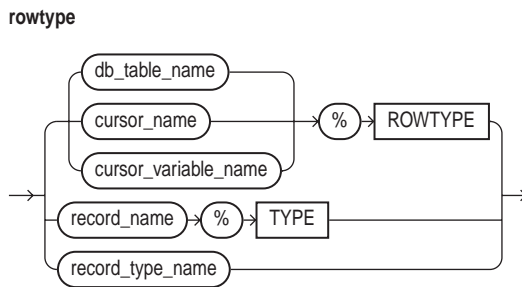 rowtype
db_table_name
cursor_name % ROWTYPE
cursor_variable_name
record_name % TYPE
record_type_name